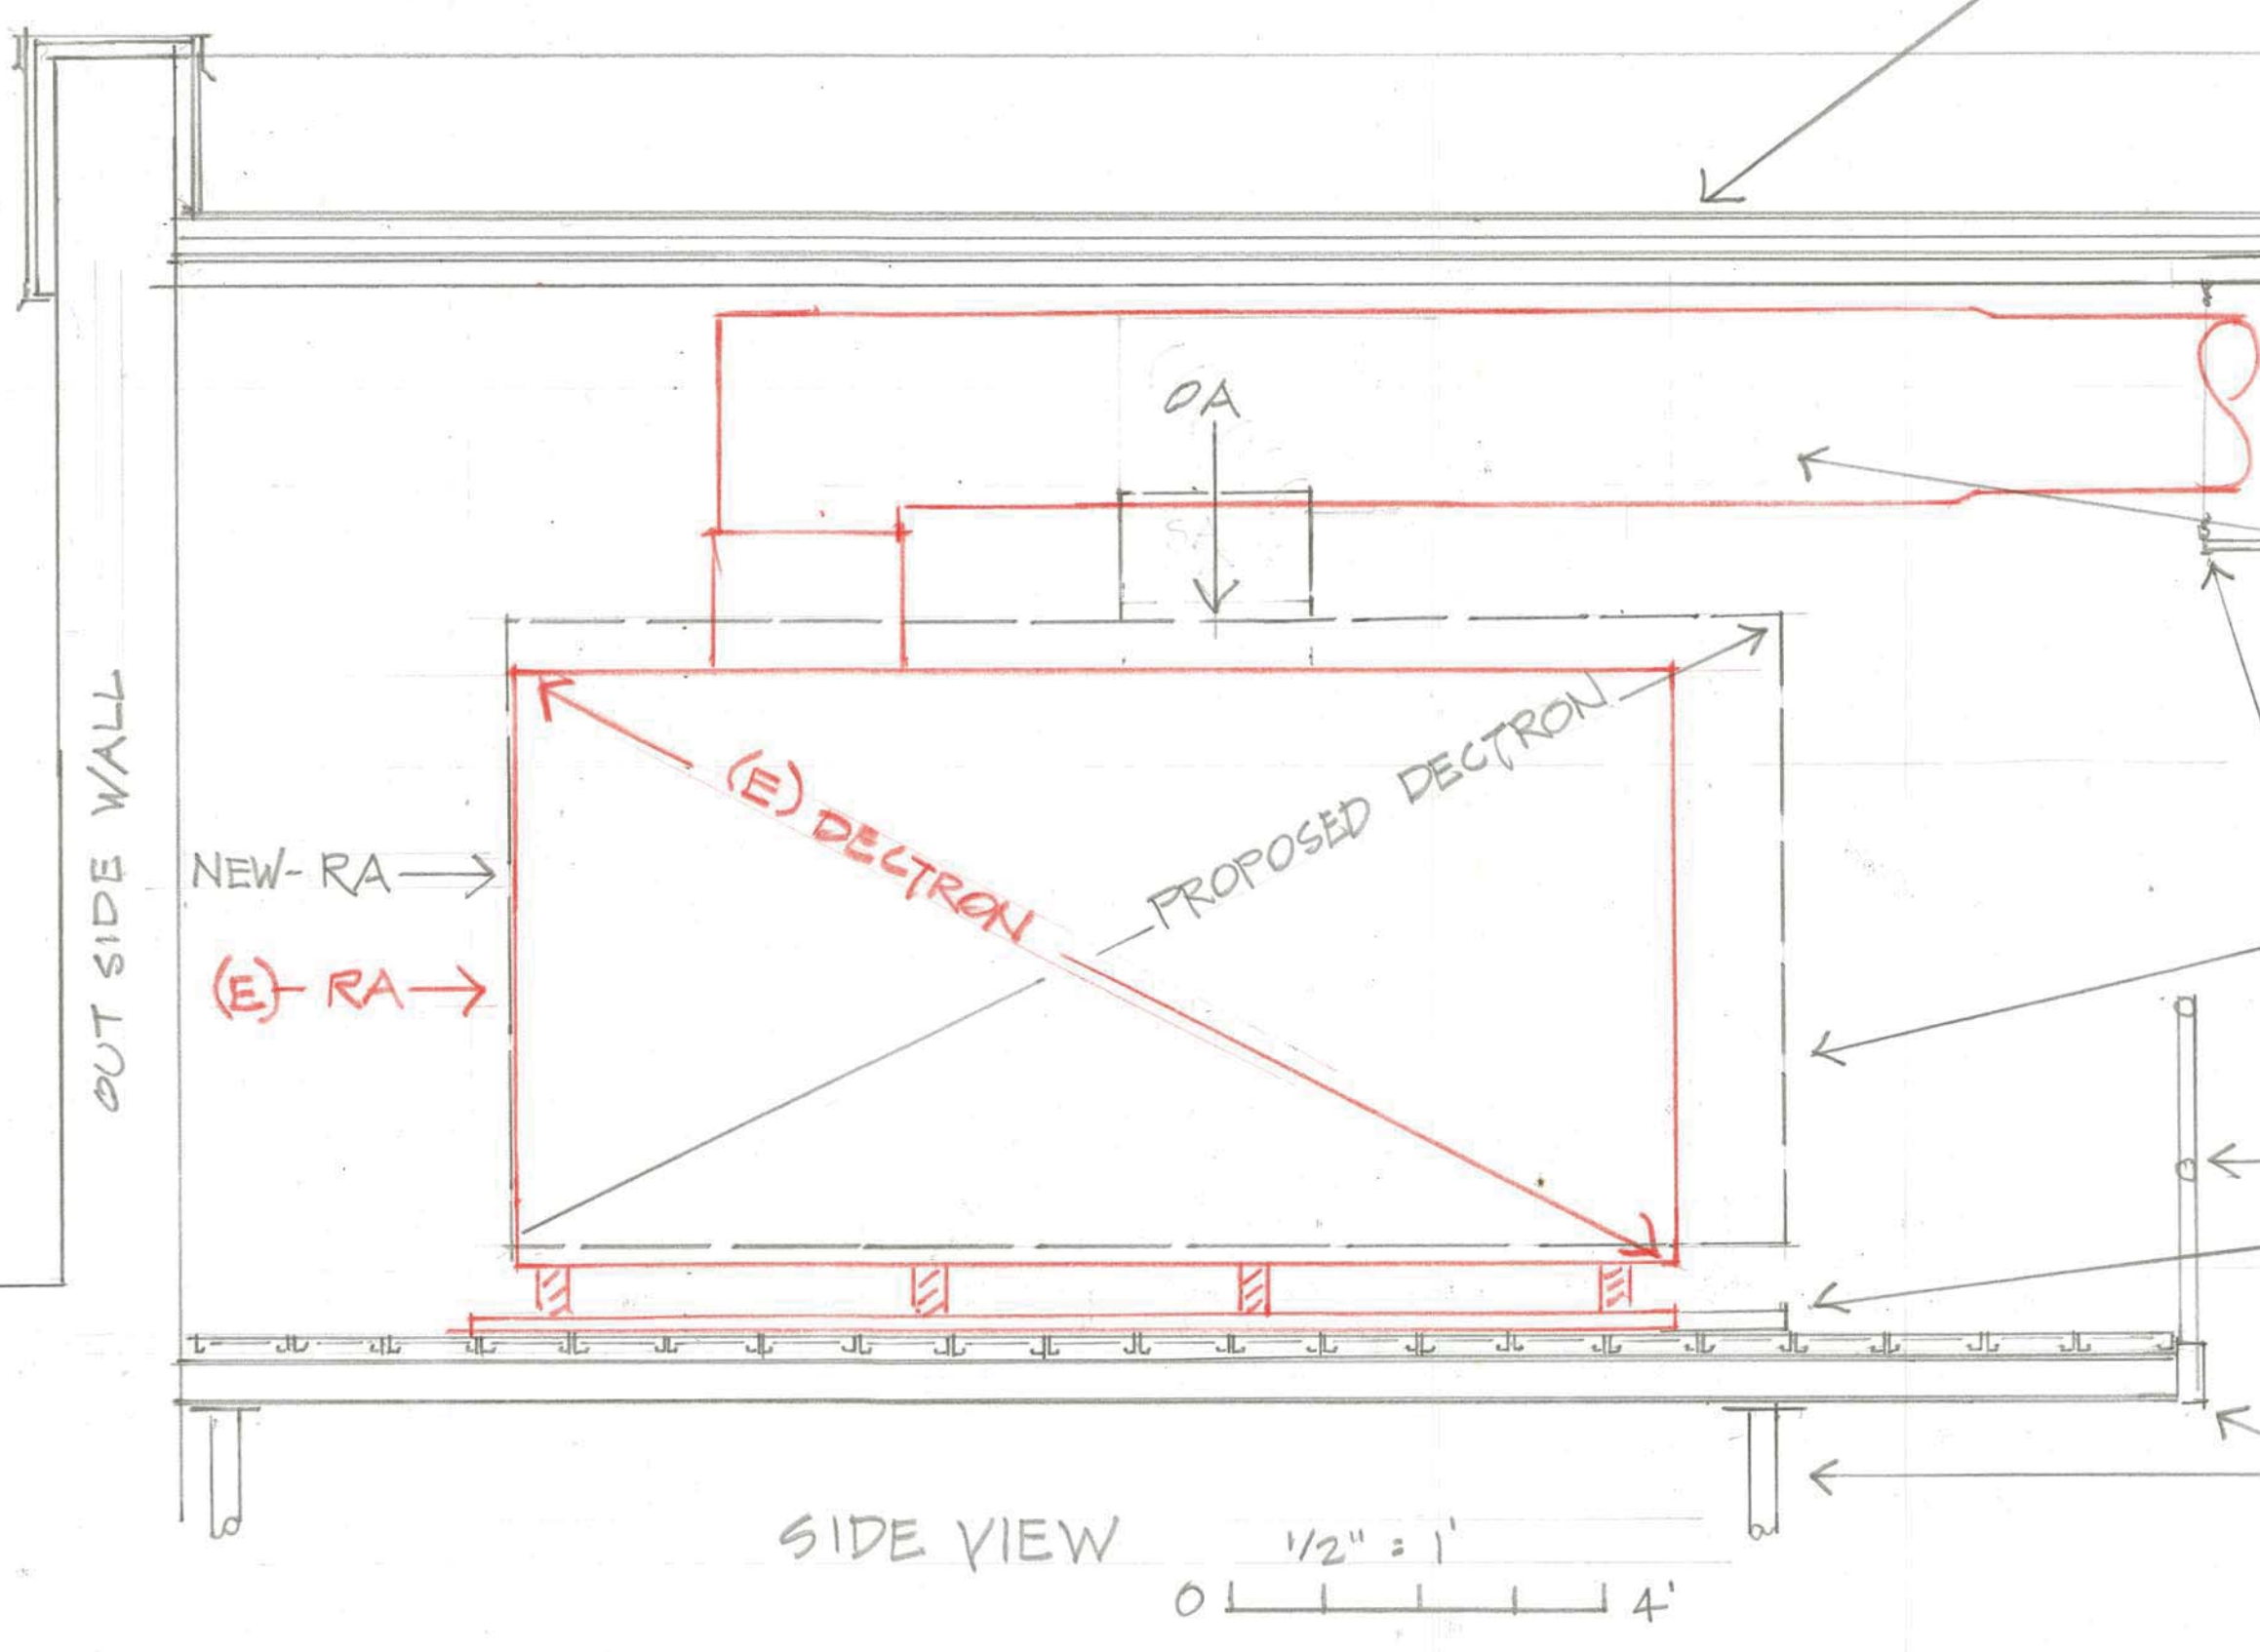 OA
OUT SIDE WALL
(E) DECTRON
PROPOSED DECTRON
NEW-RA
(E)-RA
SIDE VIEW
1/2" : 1'
0 4'